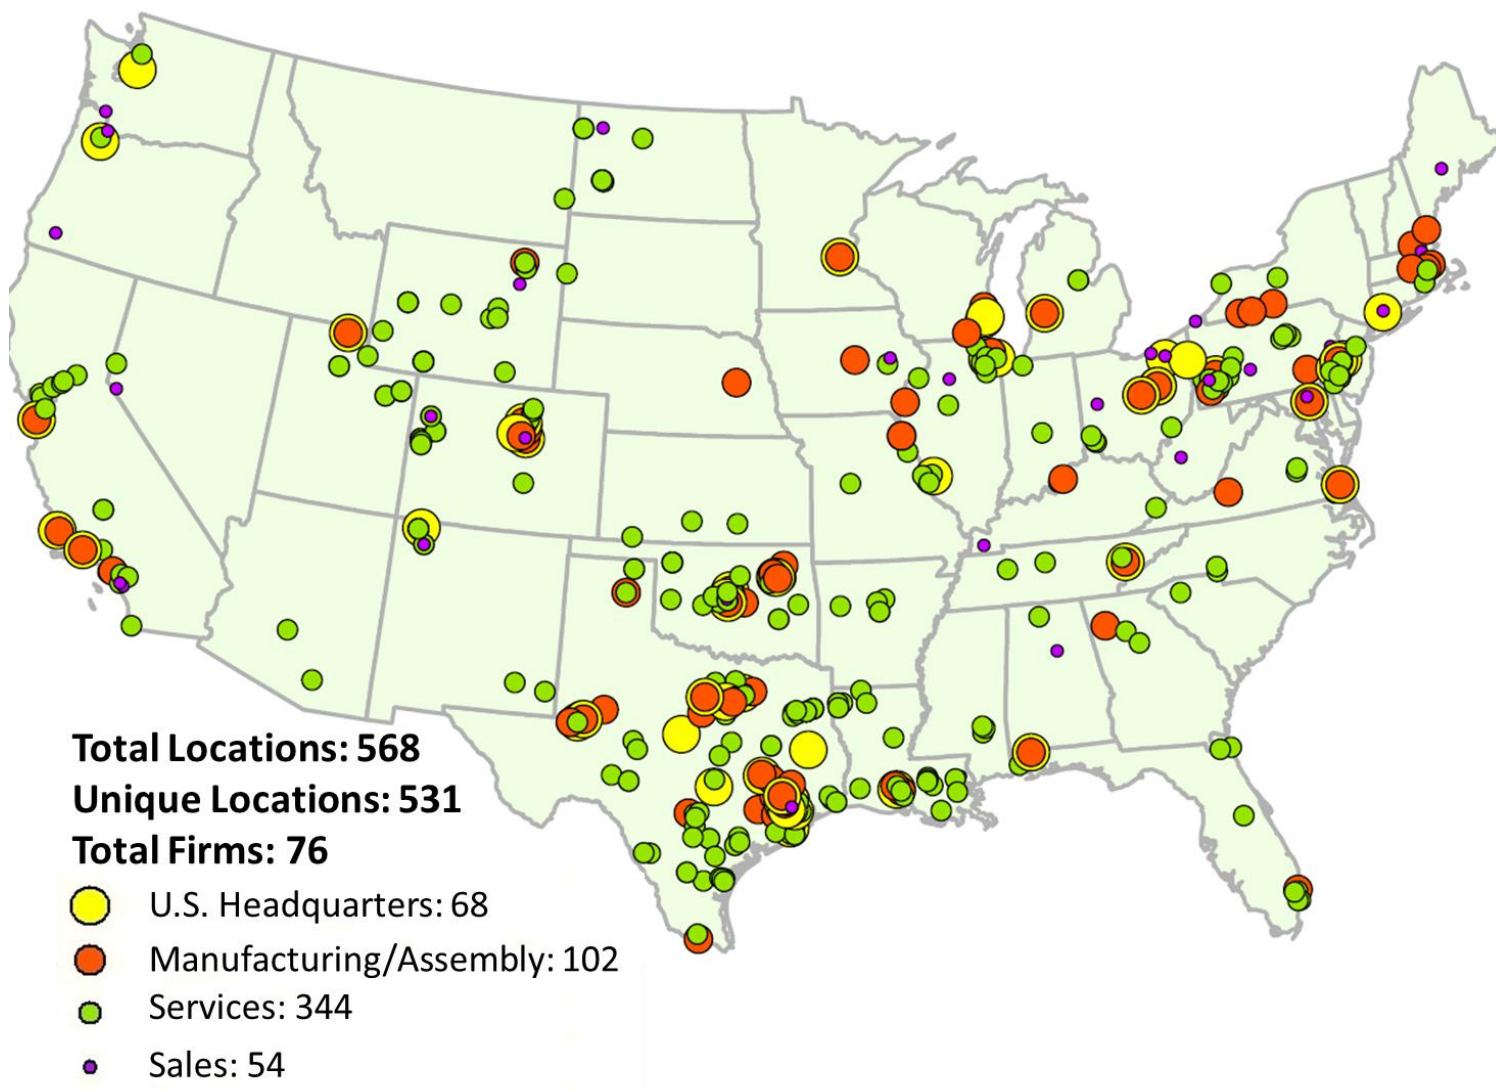 Total Locations: 568
Unique Locations: 531
Total Firms: 76
U.S. Headquarters: 68
Manufacturing/Assembly: 102
Services: 344
Sales: 54